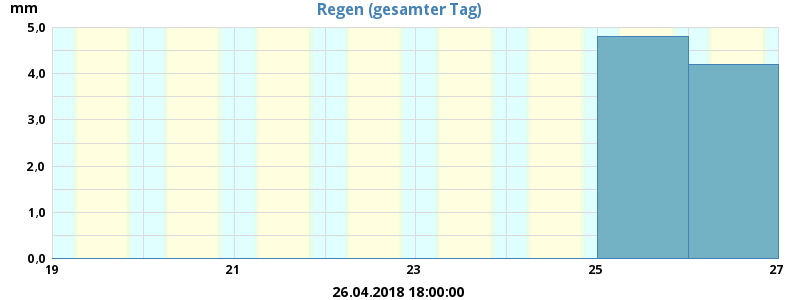 mm
Regen (gesamter Tag)
5,0
4,0
3,0
2,0
1,0
0,0
19 21 23 25 27
26.04.2018 18:00:00